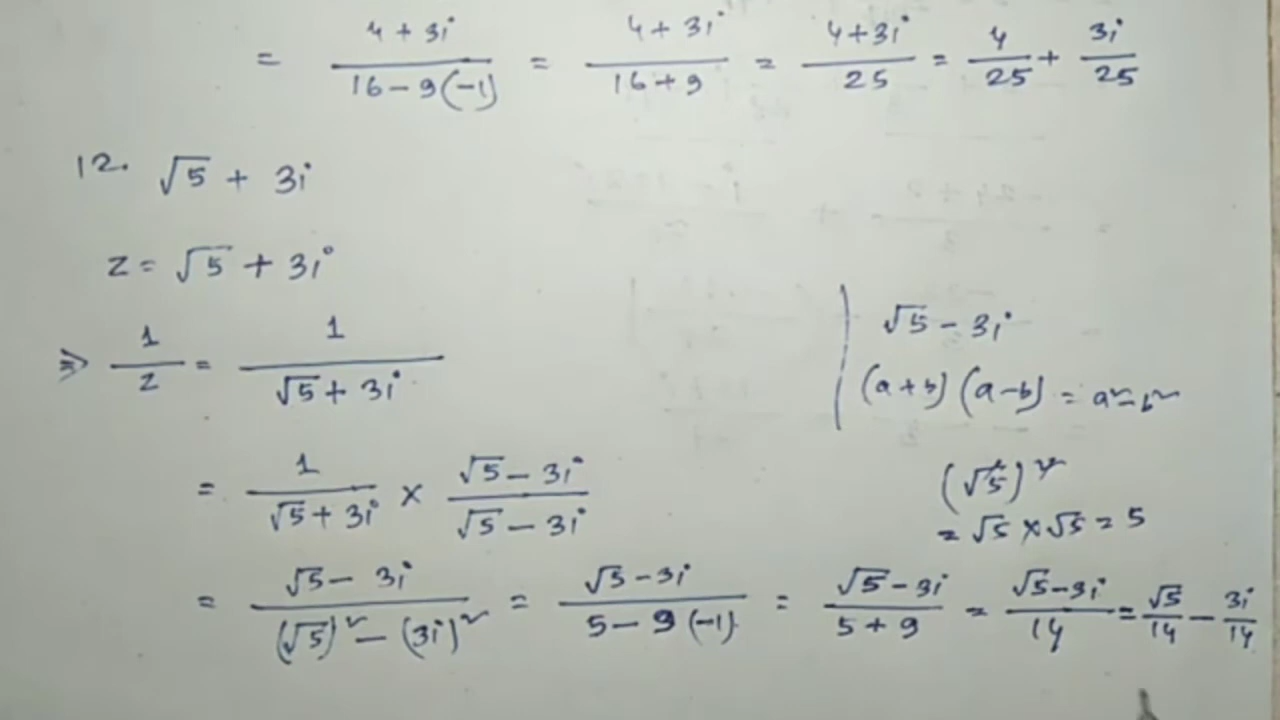 = (4 + 3i)/(16 - 9(-1)) = (4 + 3i)/(16 + 9) = (4+3i)/25 = 4/25 + 3i/25
12. √5 + 3i
z = √5 + 3i
⇒ 1/z = 1/(√5 + 3i)
√5 - 3i
(a + b) (a - b) = a² - b²
= 1/(√5 + 3i) × (√5 - 3i)/(√5 - 3i)
(√5)²
= √5 × √5 = 5
= (√5 - 3i)/((√5)² - (3i)²) = (√5 - 3i)/(5 - 9(-1)) = (√5 - 3i)/(5 + 9) = (√5 - 3i)/14 = √5/14 - 3i/14